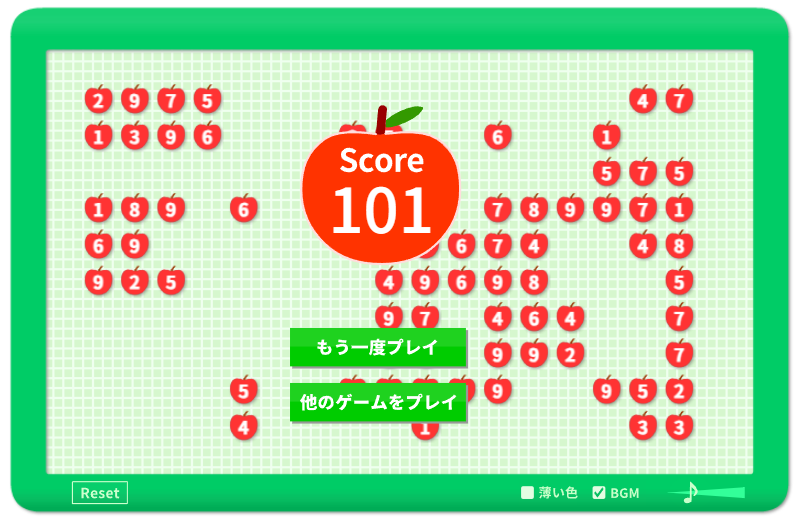 2 9 7 5 4 7
1 3 9 6 6 1
5 7 5
Score
101
1 8 9 6 7 8 9 9 7 1
6 9 6 7 4 4 8
9 2 5 4 9 6 9 8 5
9 7 4 6 4 7
もう一度プレイ
9 9 2 7
5 9 9 5 2
他のゲームをプレイ
4 1 3 3
Reset
薄い色
BGM